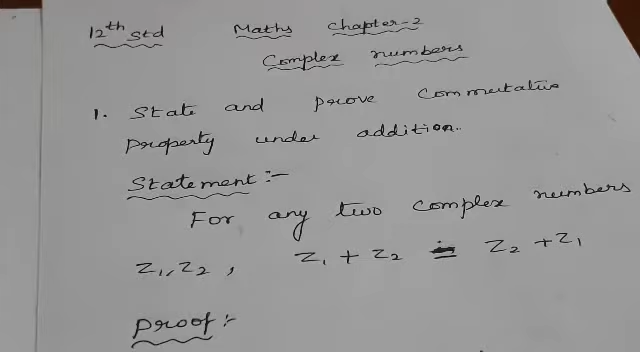 12th Std Maths Chapter-2
Complex numbers
1. State and prove Commutative
Property under addition.
Statement :-
For any two complex numbers
Z1, Z2, Z1 + Z2 = Z2 + Z1
Proof :-